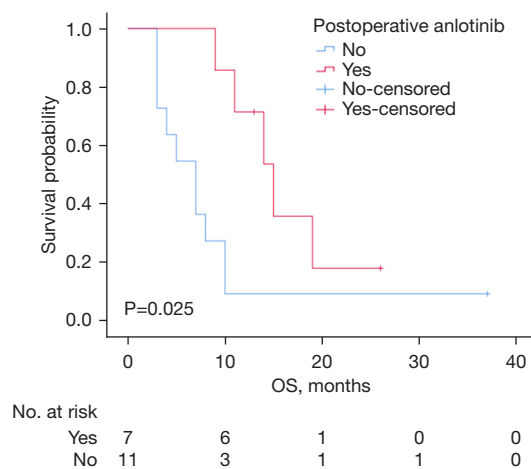 Postoperative anlotinib
No
Yes
No-censored
Yes-censored
Survival probability
1.0
0.8
0.6
0.4
0.2
0.0
P=0.025
0 10 20 30 40
OS, months
No. at risk
Yes 7 6 1 0 0
No 11 3 1 1 0